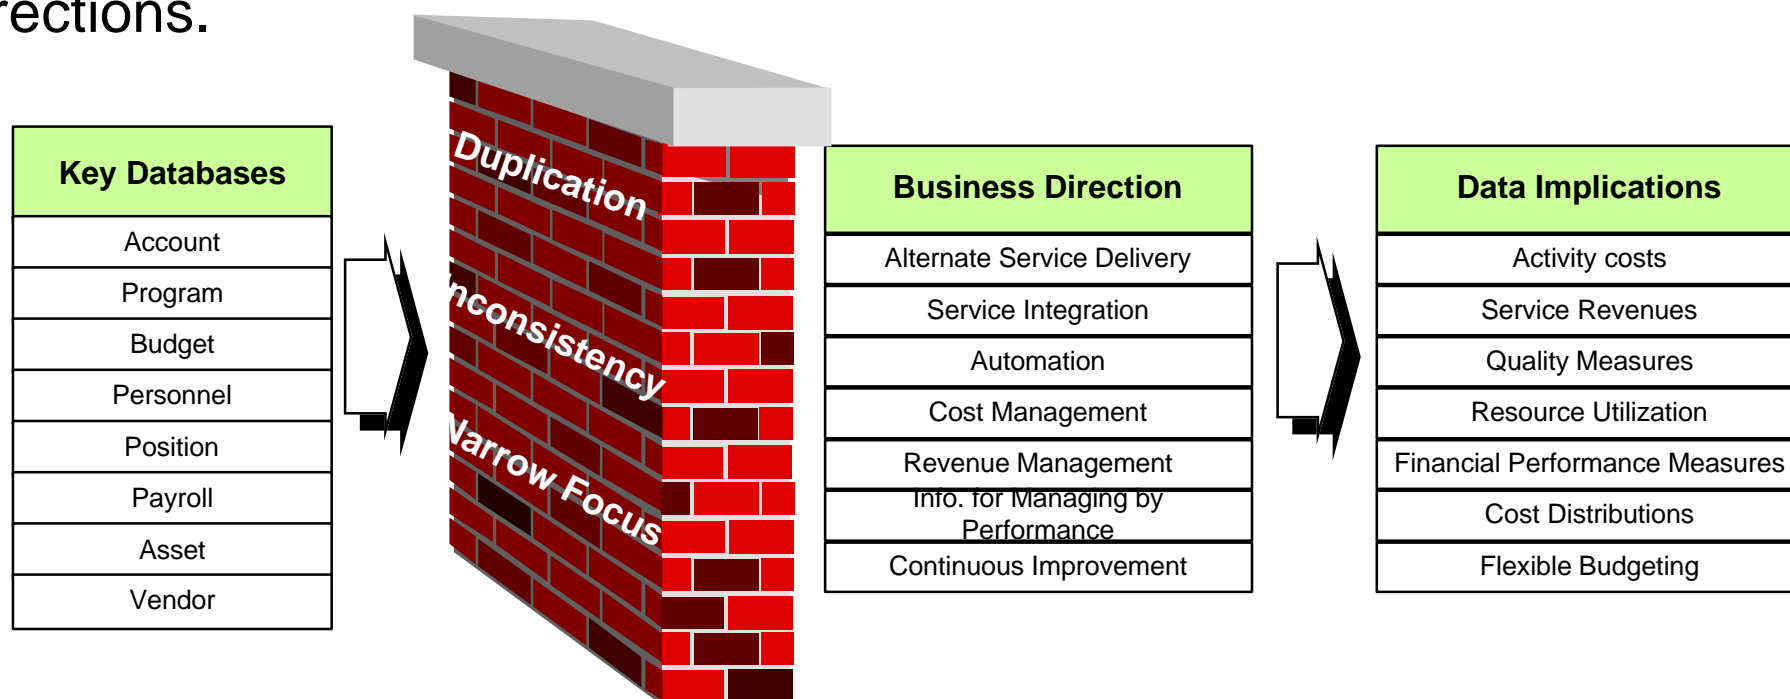 rections.
Key Databases
Account
Program
Budget
Personnel
Position
Payroll
Asset
Vendor
Duplication
Inconsistency
Narrow Focus
Business Direction
Alternate Service Delivery
Service Integration
Automation
Cost Management
Revenue Management
Info. for Managing by
Performance
Continuous Improvement
Data Implications
Activity costs
Service Revenues
Quality Measures
Resource Utilization
Financial Performance Measures
Cost Distributions
Flexible Budgeting